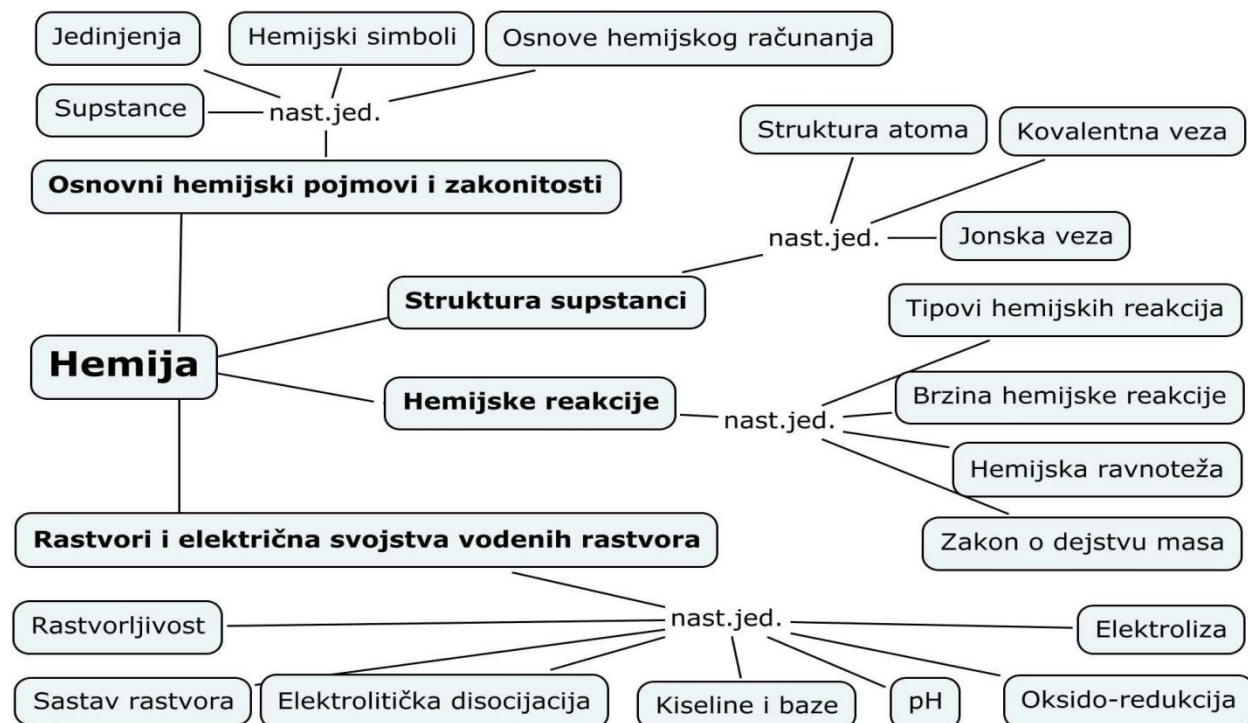 Jedinjenja
Hemijski simboli
Osnove hemijskog računanja
Supstance
nast.jed.
Osnovni hemijski pojmovi i zakonitosti
Struktura atoma
Kovalentna veza
nast.jed.
Jonska veza
Struktura supstanci
Hemija
Tipovi hemijskih reakcija
Hemijske reakcije
nast.jed.
Brzina hemijske reakcije
Hemijska ravnoteža
Zakon o dejstvu masa
Rastvori i električna svojstva vodenih rastvora
nast.jed.
Rastvorljivost
Elektroliza
Sastav rastvora
Elektrolitička disocijacija
Kiseline i baze
pH
Oksido-redukcija